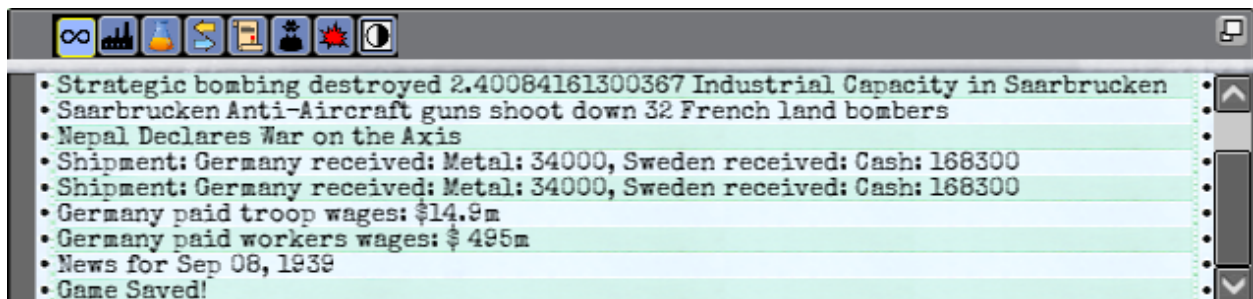 • Strategic bombing destroyed 2.40084161300367 Industrial Capacity in Saarbrucken
• Saarbrucken Anti-Aircraft guns shoot down 32 French land bombers
• Nepal Declares War on the Axis
• Shipment: Germany received: Metal: 34000, Sweden received: Cash: 168300
• Shipment: Germany received: Metal: 34000, Sweden received: Cash: 168300
• Germany paid troop wages: $14.9m
• Germany paid workers wages: $ 495m
• News for Sep 08, 1939
• Game Saved!